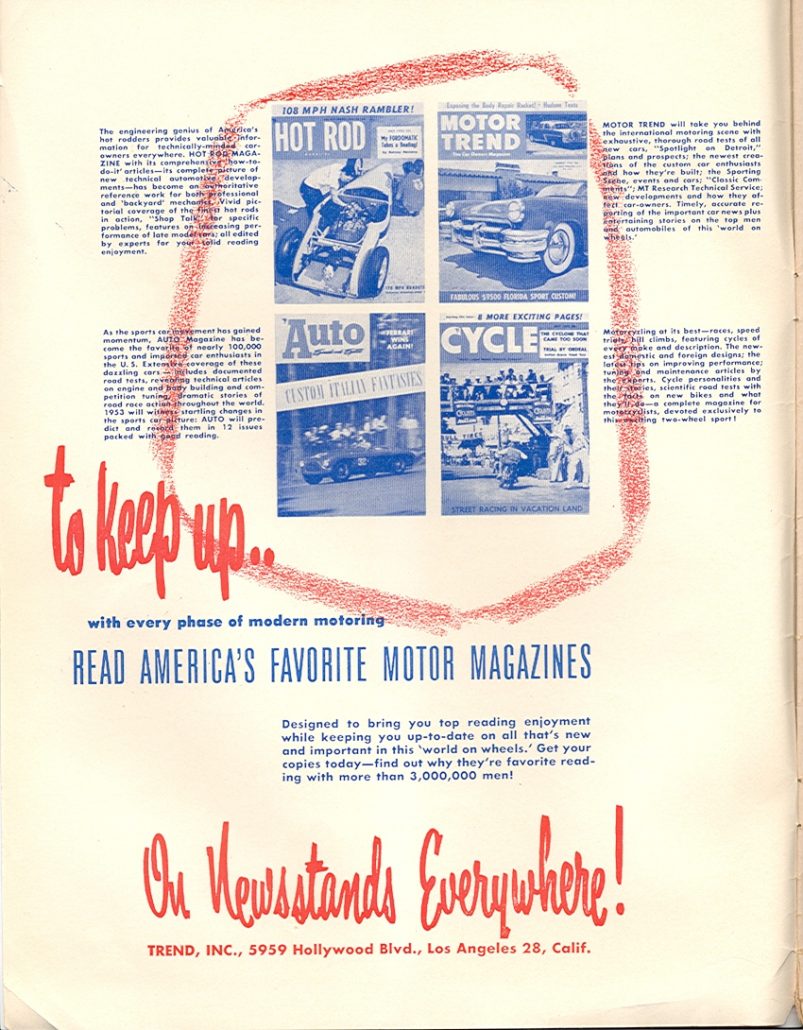 The engineering genius of America's
hot rodders provides valuable infor-
mation for technically-minded car-
owners everywhere. HOT ROD MAGA-
ZINE with its comprehensive 'how-to-
do-it' articles—its complete picture of
new technical automotive develop-
ments—has become an authoritative
reference work for both professional
and 'backyard' mechanics. Vivid pic-
torial coverage of the finest hot rods
in action, "Shop Talk" for specific
problems, features on increasing per-
formance of late model cars; all edited
by experts for your solid reading
enjoyment.
108 MPH NASH RAMBLER!
HOT ROD
My FORDOMATIC
Takes a Beating!
Exposing the Body Repair Racket! - Hudson Tests
MOTOR
TREND
The Car Owners Magazine
FABULOUS $9500 FLORIDA SPORT CUSTOM!
MOTOR TREND will take you behind
the international motoring scene with
exhaustive, thorough road tests of all
new cars, "Spotlight on Detroit,"
plans and prospects; the newest crea-
tions of the custom car enthusiasts
and how they're built; the Sporting
Scene, events and cars; "Classic Com-
ments"; MT Research Technical Service;
new developments and how they af-
fect car-owners. Timely, accurate re-
porting of the important car news plus
entertaining stories on the top men
and automobiles of this 'world on
wheels.'
As the sports car movement has gained
momentum, AUTO Magazine has be-
come the favorite of nearly 100,000
sports and imported car enthusiasts in
the U.S. Extensive coverage of these
dazzling cars includes documented
road tests, revealing technical articles
on engine and body building and com-
petition tuning, dramatic stories of
road race action throughout the world.
1953 will witness startling changes in
the sports car picture: AUTO will pre-
dict and record them in 12 issues
packed with good reading.
Auto
FERRARI
WINS
AGAIN!
CUSTOM ITALIAN FANTASIES
8 MORE EXCITING PAGES!
CYCLE
THE CYCLONE THAT
CAME TOO SOON
TRIAL BY ORDEAL
STREET RACING IN VACATION LAND
Motorcycling at its best—races, speed
trials, hill climbs, featuring cycles of
every make and description. The new-
est domestic and foreign designs; the
latest tips on improving performance;
tuning and maintenance articles by
the experts. Cycle personalities and
their stories, scientific road tests with
the facts on new bikes and what
they'll do—a complete magazine for
motorcyclists, devoted exclusively to
this exciting two-wheel sport!
to keep up..
with every phase of modern motoring
READ AMERICA'S FAVORITE MOTOR MAGAZINES
Designed to bring you top reading enjoyment
while keeping you up-to-date on all that's new
and important in this 'world on wheels.' Get your
copies today—find out why they're favorite read-
ing with more than 3,000,000 men!
On Newsstands Everywhere!
TREND, INC., 5959 Hollywood Blvd., Los Angeles 28, Calif.